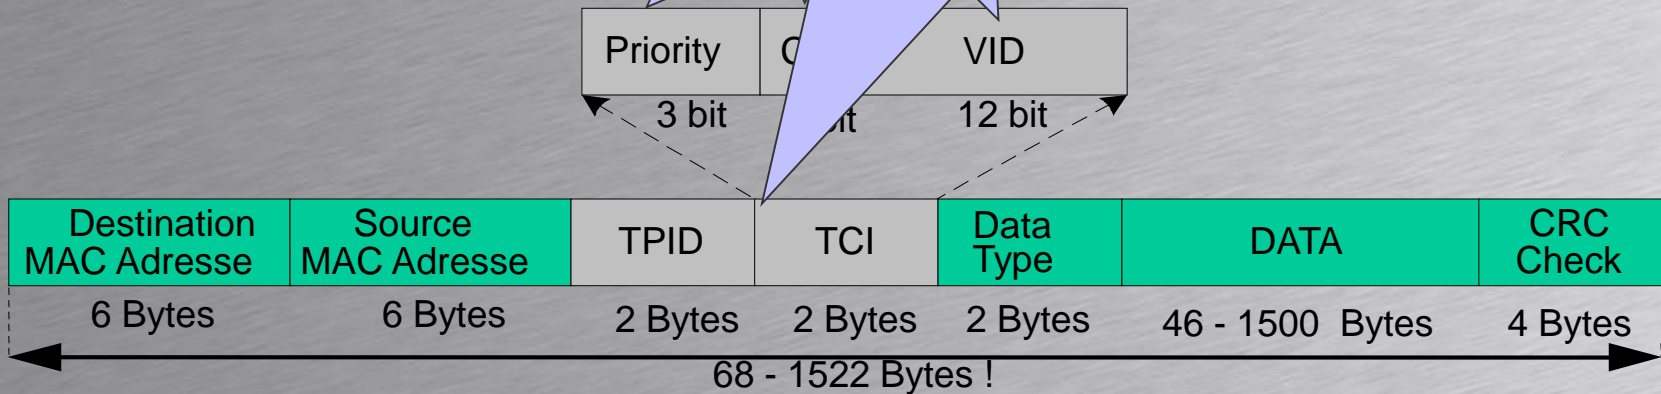 Priority VID
3 bit 12 bit
Destination MAC Adresse
Source MAC Adresse
TPID
TCI
Data Type
DATA
CRC Check
6 Bytes 6 Bytes 2 Bytes 2 Bytes 2 Bytes 46 - 1500 Bytes 4 Bytes
68 - 1522 Bytes !